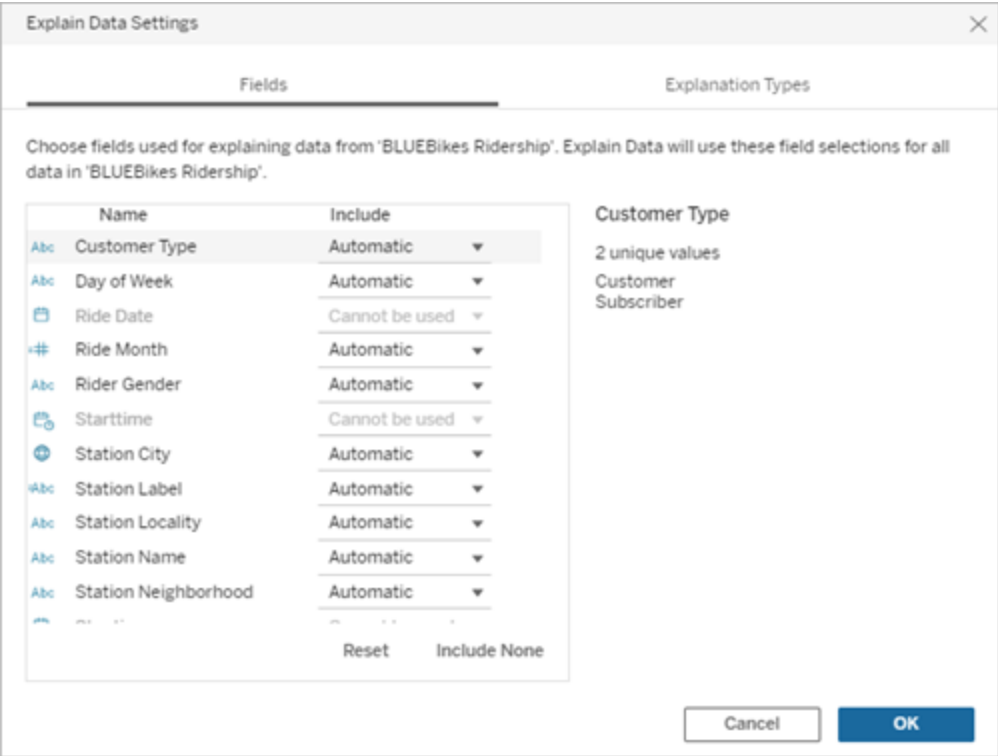 Explain Data Settings
Fields
Explanation Types
Choose fields used for explaining data from 'BLUEBikes Ridership'. Explain Data will use these field selections for all
data in 'BLUEBikes Ridership'.
Name Include
Abc Customer Type Automatic
Abc Day of Week Automatic
Ride Date Cannot be used
# Ride Month Automatic
Abc Rider Gender Automatic
Starttime Cannot be used
Station City Automatic
Abc Station Label Automatic
Abc Station Locality Automatic
Abc Station Name Automatic
Abc Station Neighborhood Automatic
Reset Include None
Customer Type
2 unique values
Customer
Subscriber
Cancel OK